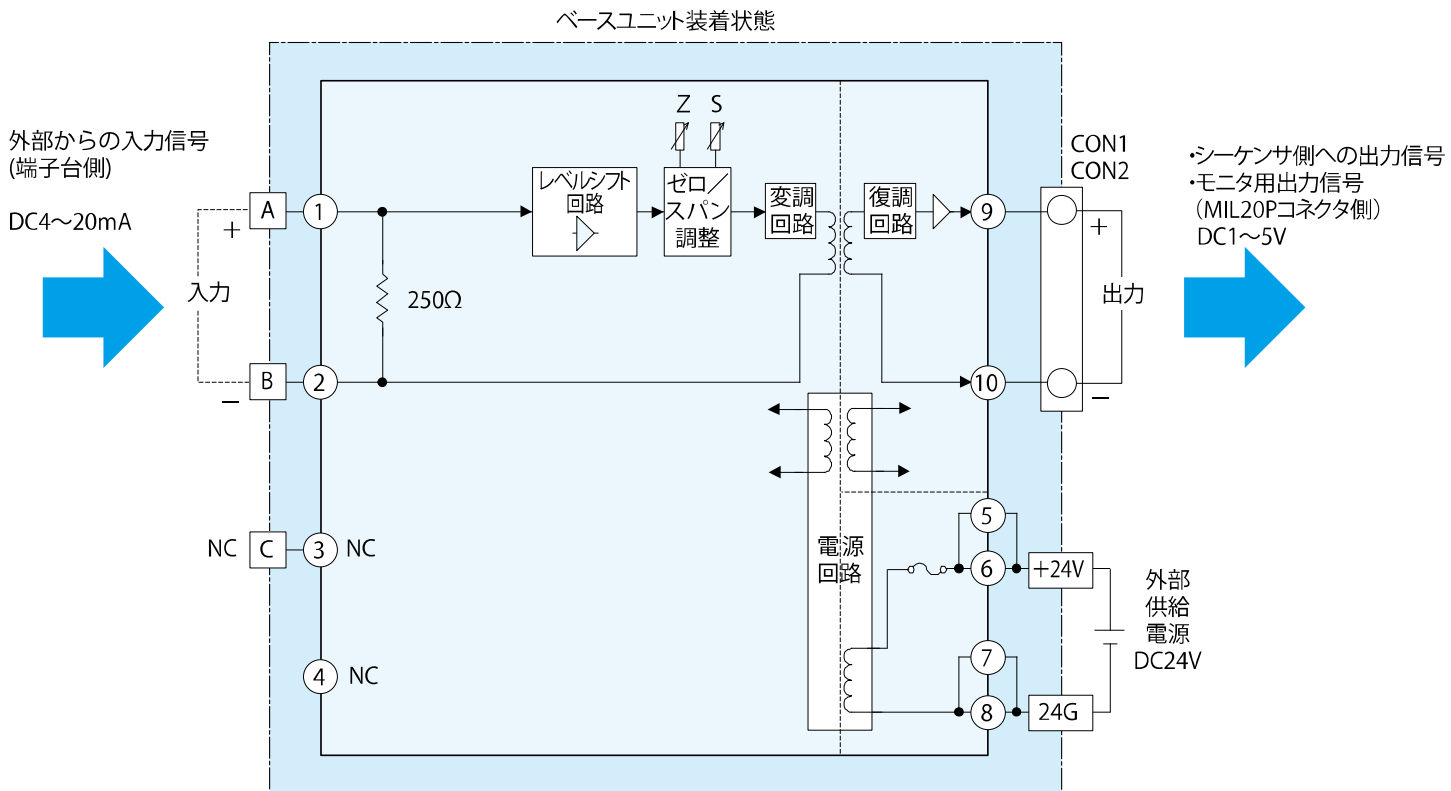 ベースユニット装着状態
外部からの入力信号
(端子台側)
DC4～20mA
A
+
入力
B
−
NC
C
1
2
3
NC
4
NC
250Ω
レベルシフト
回路
Z
S
ゼロ／
スパン
調整
変調
回路
復調
回路
電源
回路
9
10
5
6
7
8
CON1
CON2
+
出力
−
+24V
24G
外部
供給
電源
DC24V
・シーケンサ側への出力信号
・モニタ用出力信号
（MIL20Pコネクタ側）
DC1～5V